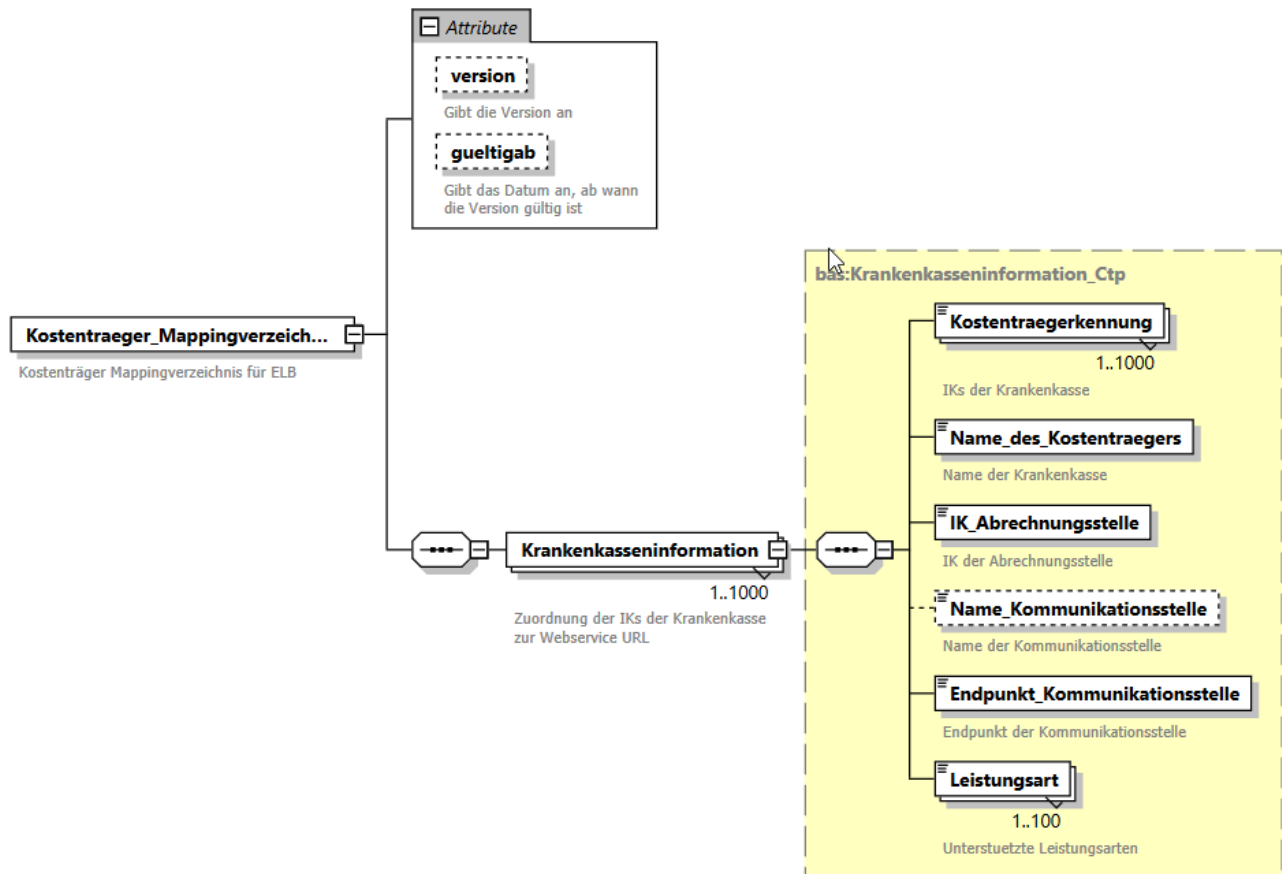 Attribute
version
Gibt die Version an
gueltigab
Gibt das Datum an, ab wann
die Version gültig ist
Kostentraeger_Mappingverzeich...
Kostenträger Mappingverzeichnis für ELB
Krankenkasseninformation
1..1000
Zuordnung der IKs der Krankenkasse
zur Webservice URL
bas:Krankenkasseninformation_Ctp
Kostentraegerkennung
1..1000
IKs der Krankenkasse
Name_des_Kostentraegers
Name der Krankenkasse
IK_Abrechnungsstelle
IK der Abrechnungsstelle
Name_Kommunikationsstelle
Name der Kommunikationsstelle
Endpunkt_Kommunikationsstelle
Endpunkt der Kommunikationsstelle
Leistungsart
1..100
Unterstuetzte Leistungsarten